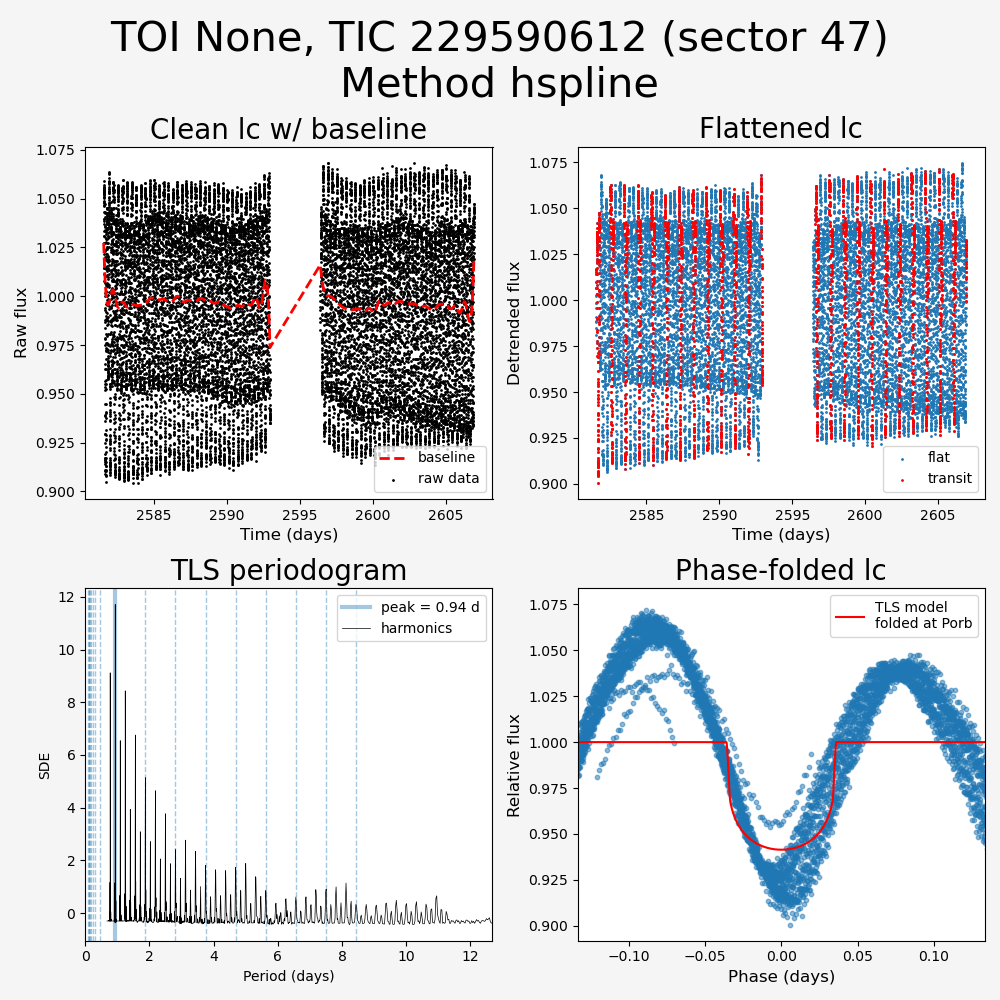 TOI None, TIC 229590612 (sector 47)
Method hspline
Clean lc w/ baseline
Raw flux
1.075
1.050
1.025
1.000
0.975
0.950
0.925
0.900
2585
2590
2595
2600
2605
Time (days)
baseline
raw data
Flattened lc
Detrended flux
1.075
1.050
1.025
1.000
0.975
0.950
0.925
0.900
2585
2590
2595
2600
2605
Time (days)
flat
transit
TLS periodogram
SDE
12
10
8
6
4
2
0
0
2
4
6
8
10
12
Period (days)
peak = 0.94 d
harmonics
Phase-folded lc
Relative flux
1.075
1.050
1.025
1.000
0.975
0.950
0.925
0.900
−0.10
−0.05
0.00
0.05
0.10
Phase (days)
TLS model
folded at Porb